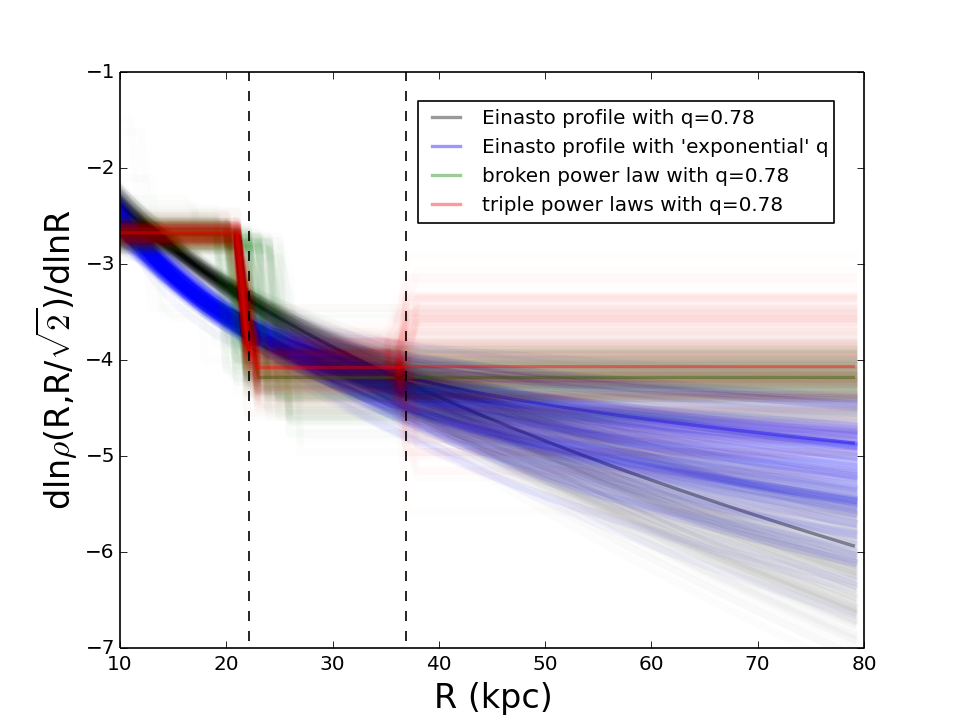 −1
−2
−3
−4
−5
−6
−7
dlnρ(R,R/√2)/dlnR
Einasto profile with q=0.78
Einasto profile with 'exponential' q
broken power law with q=0.78
triple power laws with q=0.78
10 20 30 40 50 60 70 80
R (kpc)